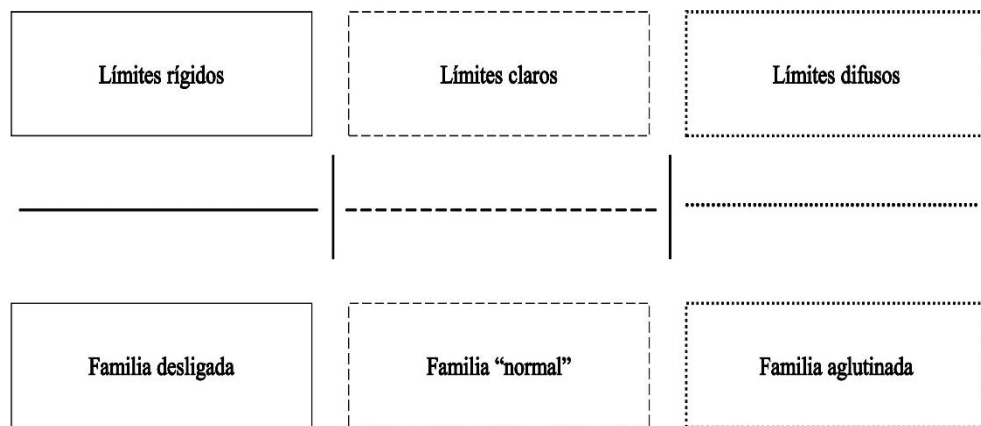 Límites rígidos
Límites claros
Límites difusos
Familia desligada
Familia “normal”
Familia aglutinada